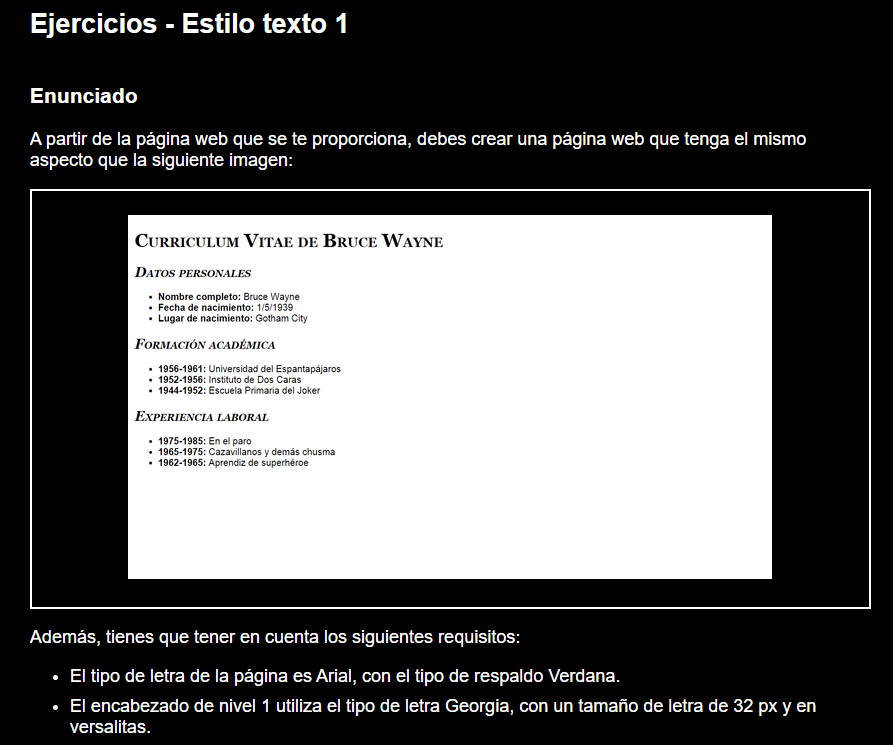 Ejercicios - Estilo texto 1
Enunciado
A partir de la página web que se te proporciona, debes crear una página web que tenga el mismo
aspecto que la siguiente imagen:
Curriculum Vitae de Bruce Wayne
Datos personales
• Nombre completo: Bruce Wayne
• Fecha de nacimiento: 1/5/1939
• Lugar de nacimiento: Gotham City
Formación académica
• 1956-1961: Universidad del Espantapájaros
• 1952-1956: Instituto de Dos Caras
• 1944-1952: Escuela Primaria del Joker
Experiencia laboral
• 1975-1985: En el paro
• 1965-1975: Cazavillanos y demás chusma
• 1962-1965: Aprendiz de superhéroe
Además, tienes que tener en cuenta los siguientes requisitos:
• El tipo de letra de la página es Arial, con el tipo de respaldo Verdana.
• El encabezado de nivel 1 utiliza el tipo de letra Georgia, con un tamaño de letra de 32 px y en
versalitas.